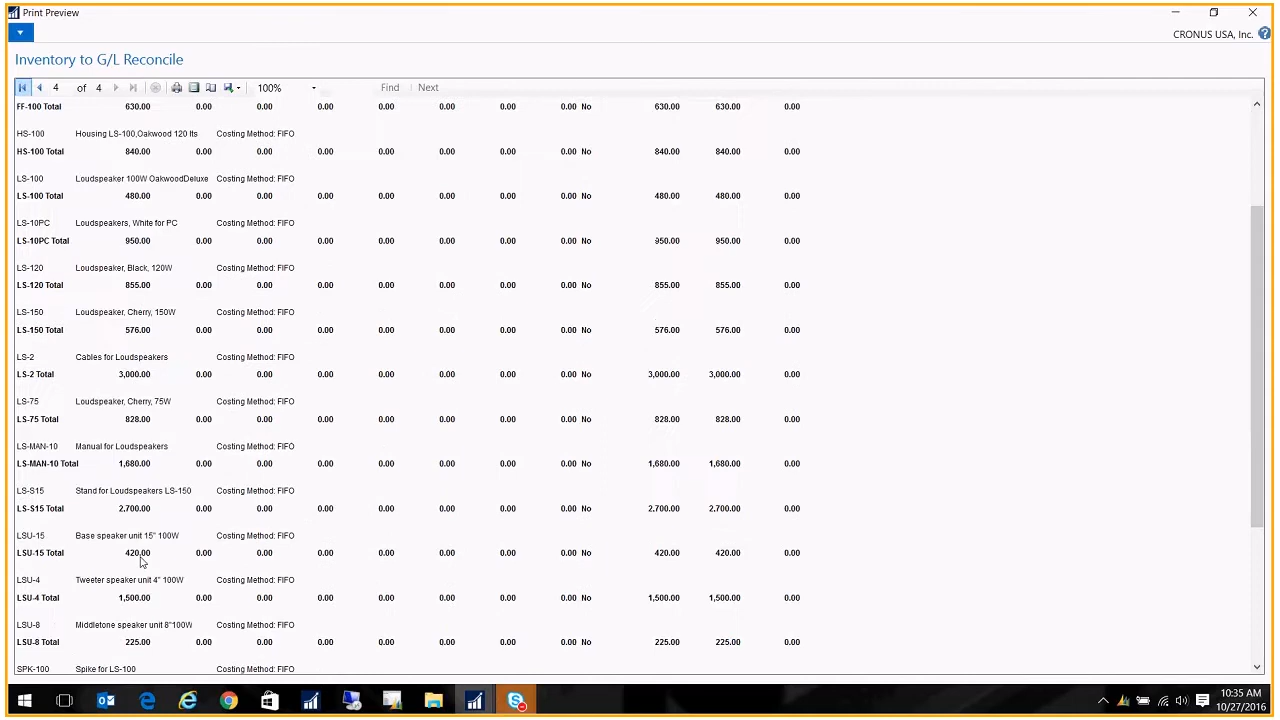 Print Preview
CRONUS USA, Inc.
Inventory to G/L Reconcile
4 of 4 100% Find Next
FF-100 Total 630.00 0.00 0.00 0.00 0.00 0.00 0.00 0.00 No 630.00 630.00 0.00
HS-100 Housing LS-100,Oakwood 120 lts Costing Method: FIFO
HS-100 Total 840.00 0.00 0.00 0.00 0.00 0.00 0.00 0.00 No 840.00 840.00 0.00
LS-100 Loudspeaker 100W OakwoodDeluxe Costing Method: FIFO
LS-100 Total 480.00 0.00 0.00 0.00 0.00 0.00 0.00 0.00 No 480.00 480.00 0.00
LS-10PC Loudspeakers, White for PC Costing Method: FIFO
LS-10PC Total 950.00 0.00 0.00 0.00 0.00 0.00 0.00 0.00 No 950.00 950.00 0.00
LS-120 Loudspeaker, Black, 120W Costing Method: FIFO
LS-120 Total 855.00 0.00 0.00 0.00 0.00 0.00 0.00 0.00 No 855.00 855.00 0.00
LS-150 Loudspeaker, Cherry, 150W Costing Method: FIFO
LS-150 Total 576.00 0.00 0.00 0.00 0.00 0.00 0.00 0.00 No 576.00 576.00 0.00
LS-2 Cables for Loudspeakers Costing Method: FIFO
LS-2 Total 3,000.00 0.00 0.00 0.00 0.00 0.00 0.00 0.00 No 3,000.00 3,000.00 0.00
LS-75 Loudspeaker, Cherry, 75W Costing Method: FIFO
LS-75 Total 828.00 0.00 0.00 0.00 0.00 0.00 0.00 0.00 No 828.00 828.00 0.00
LS-MAN-10 Manual for Loudspeakers Costing Method: FIFO
LS-MAN-10 Total 1,680.00 0.00 0.00 0.00 0.00 0.00 0.00 0.00 No 1,680.00 1,680.00 0.00
LS-S15 Stand for Loudspeakers LS-150 Costing Method: FIFO
LS-S15 Total 2,700.00 0.00 0.00 0.00 0.00 0.00 0.00 0.00 No 2,700.00 2,700.00 0.00
LSU-15 Base speaker unit 15" 100W Costing Method: FIFO
LSU-15 Total 420.00 0.00 0.00 0.00 0.00 0.00 0.00 0.00 No 420.00 420.00 0.00
LSU-4 Tweeter speaker unit 4" 100W Costing Method: FIFO
LSU-4 Total 1,500.00 0.00 0.00 0.00 0.00 0.00 0.00 0.00 No 1,500.00 1,500.00 0.00
LSU-8 Middletone speaker unit 8"100W Costing Method: FIFO
LSU-8 Total 225.00 0.00 0.00 0.00 0.00 0.00 0.00 0.00 No 225.00 225.00 0.00
SPK-100 Spike for LS-100 Costing Method: FIFO
10:35 AM
10/27/2016